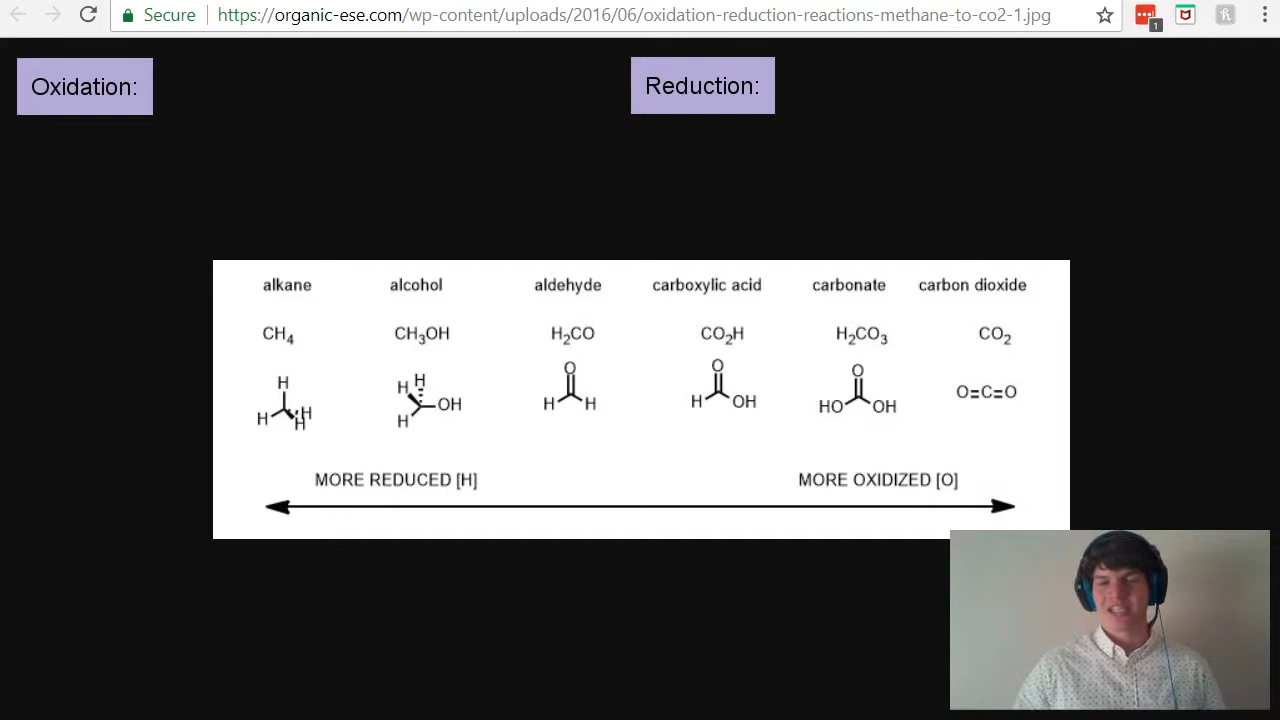 Secure https://organic-ese.com/wp-content/uploads/2016/06/oxidation-reduction-reactions-methane-to-co2-1.jpg
1
Oxidation:
Reduction:
alkane alcohol aldehyde carboxylic acid carbonate carbon dioxide
CH₄ CH₃OH H₂CO CO₂H H₂CO₃ CO₂
H H H O O O
H H H H H OH H H H OH HO OH O=C=O
MORE REDUCED [H] MORE OXIDIZED [O]